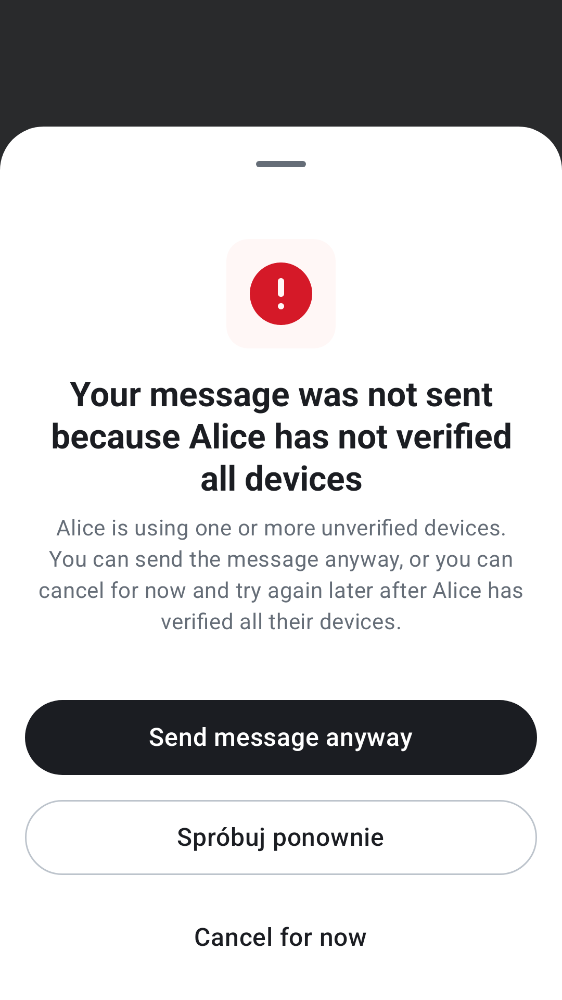 Your message was not sent
because Alice has not verified
all devices
Alice is using one or more unverified devices.
You can send the message anyway, or you can
cancel for now and try again later after Alice has
verified all their devices.
Send message anyway
Spróbuj ponownie
Cancel for now